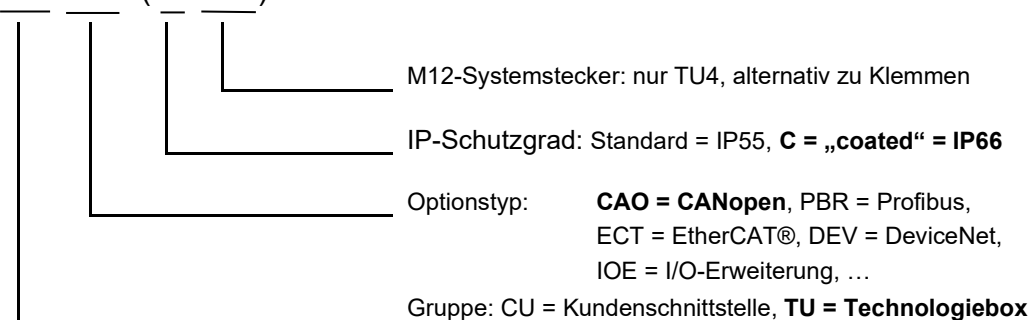 M12-Systemstecker: nur TU4, alternativ zu Klemmen
IP-Schutzgrad: Standard = IP55, C = „coated“ = IP66
Optionstyp: CAO = CANopen, PBR = Profibus,
ECT = EtherCAT®, DEV = DeviceNet,
IOE = I/O-Erweiterung, …
Gruppe: CU = Kundenschnittstelle, TU = Technologiebox